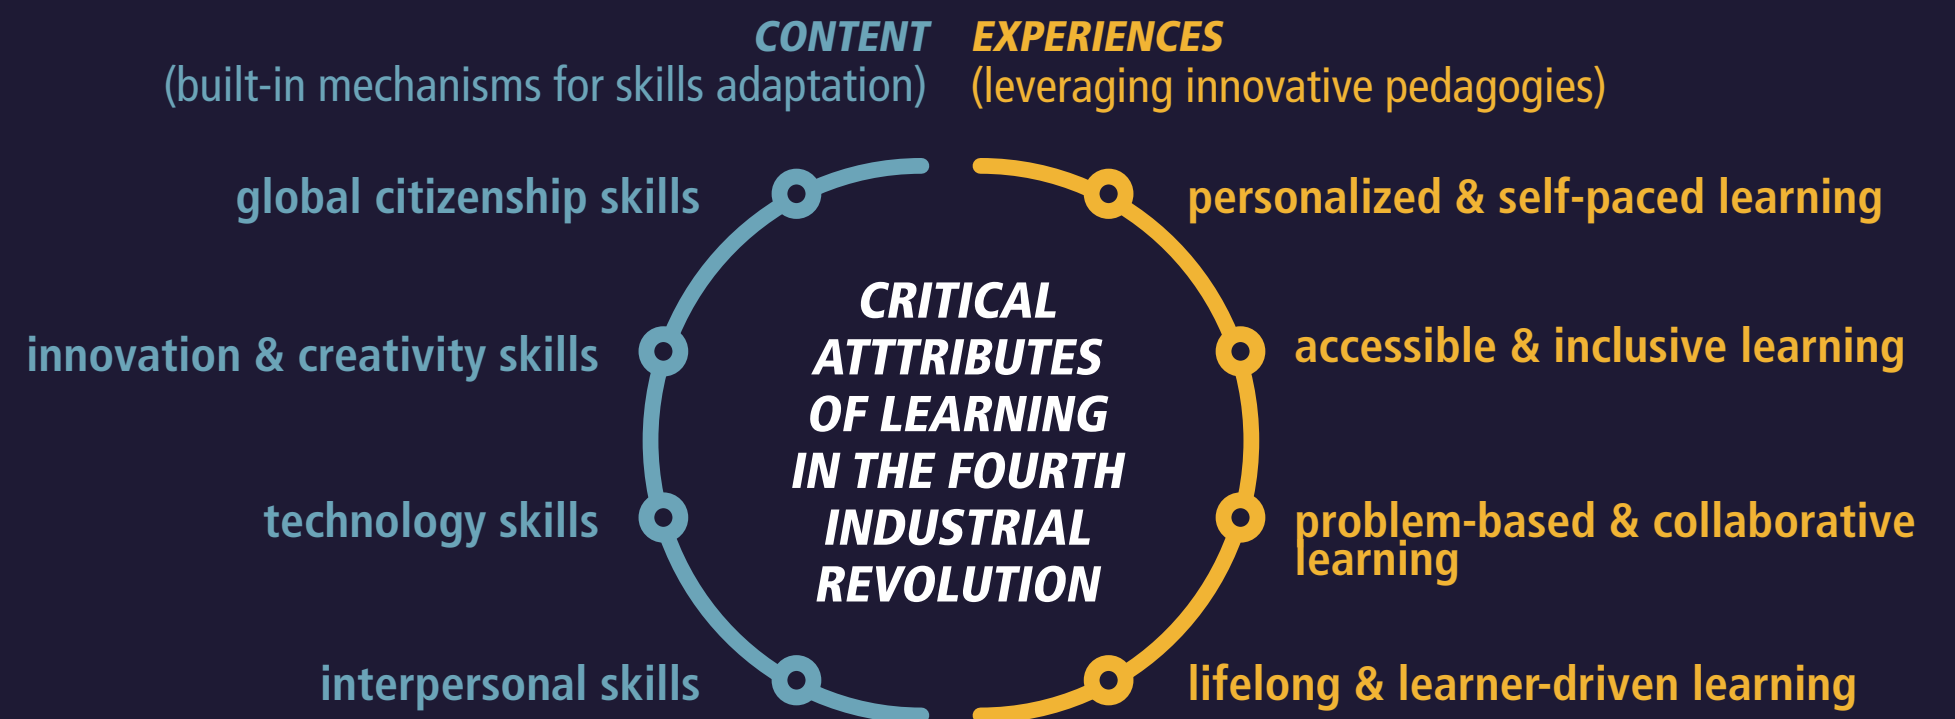 CONTENT
(built-in mechanisms for skills adaptation)
global citizenship skills
innovation & creativity skills
technology skills
interpersonal skills
CRITICAL
ATTTRIBUTES
OF LEARNING
IN THE FOURTH
INDUSTRIAL
REVOLUTION
EXPERIENCES
(leveraging innovative pedagogies)
personalized & self-paced learning
accessible & inclusive learning
problem-based & collaborative
learning
lifelong & learner-driven learning